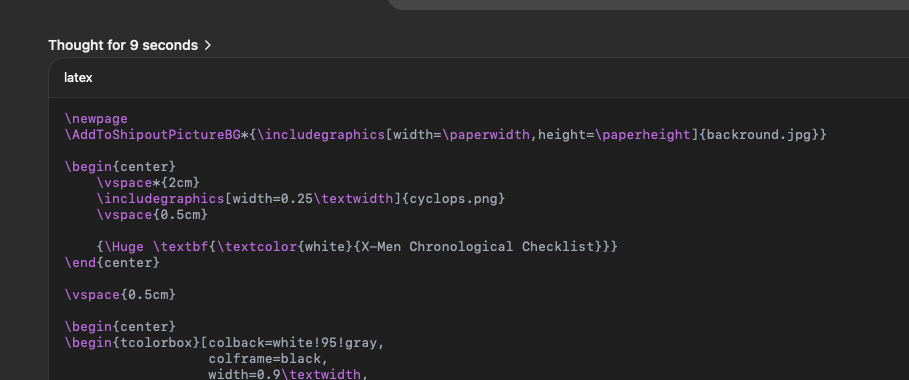 Thought for 9 seconds >
latex
\newpage
\AddToShipoutPictureBG*{\includegraphics[width=\paperwidth,height=\paperheight]{backround.jpg}}
\begin{center}
\vspace*{2cm}
\includegraphics[width=0.25\textwidth]{cyclops.png}
\vspace{0.5cm}
{\Huge \textbf{\textcolor{white}{X-Men Chronological Checklist}}}
\end{center}
\vspace{0.5cm}
\begin{center}
\begin{tcolorbox}[colback=white!95!gray,
colframe=black,
width=0.9\textwidth,